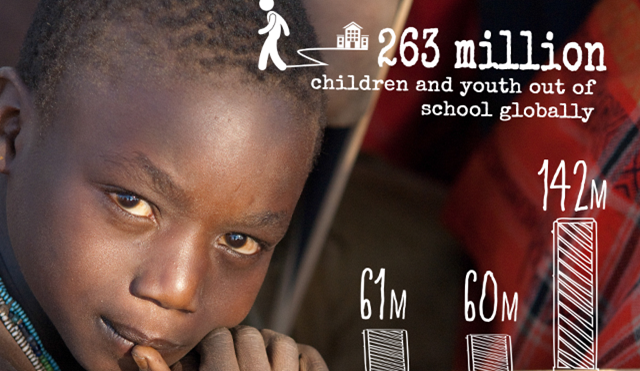 263 million
children and youth out of
school globally
142M
61M
60M